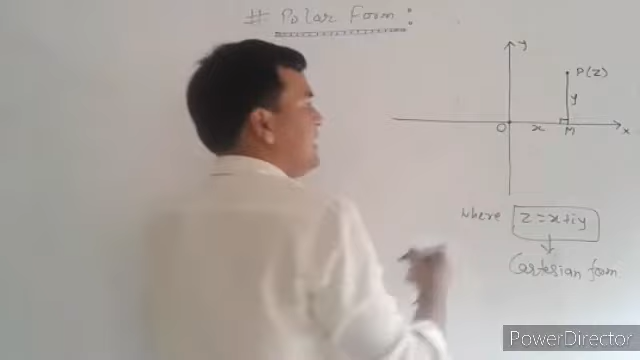 # Polar Form :
y
P(z)
y
O
x
M
x
where z = x+iy
Cartesian form
PowerDirector